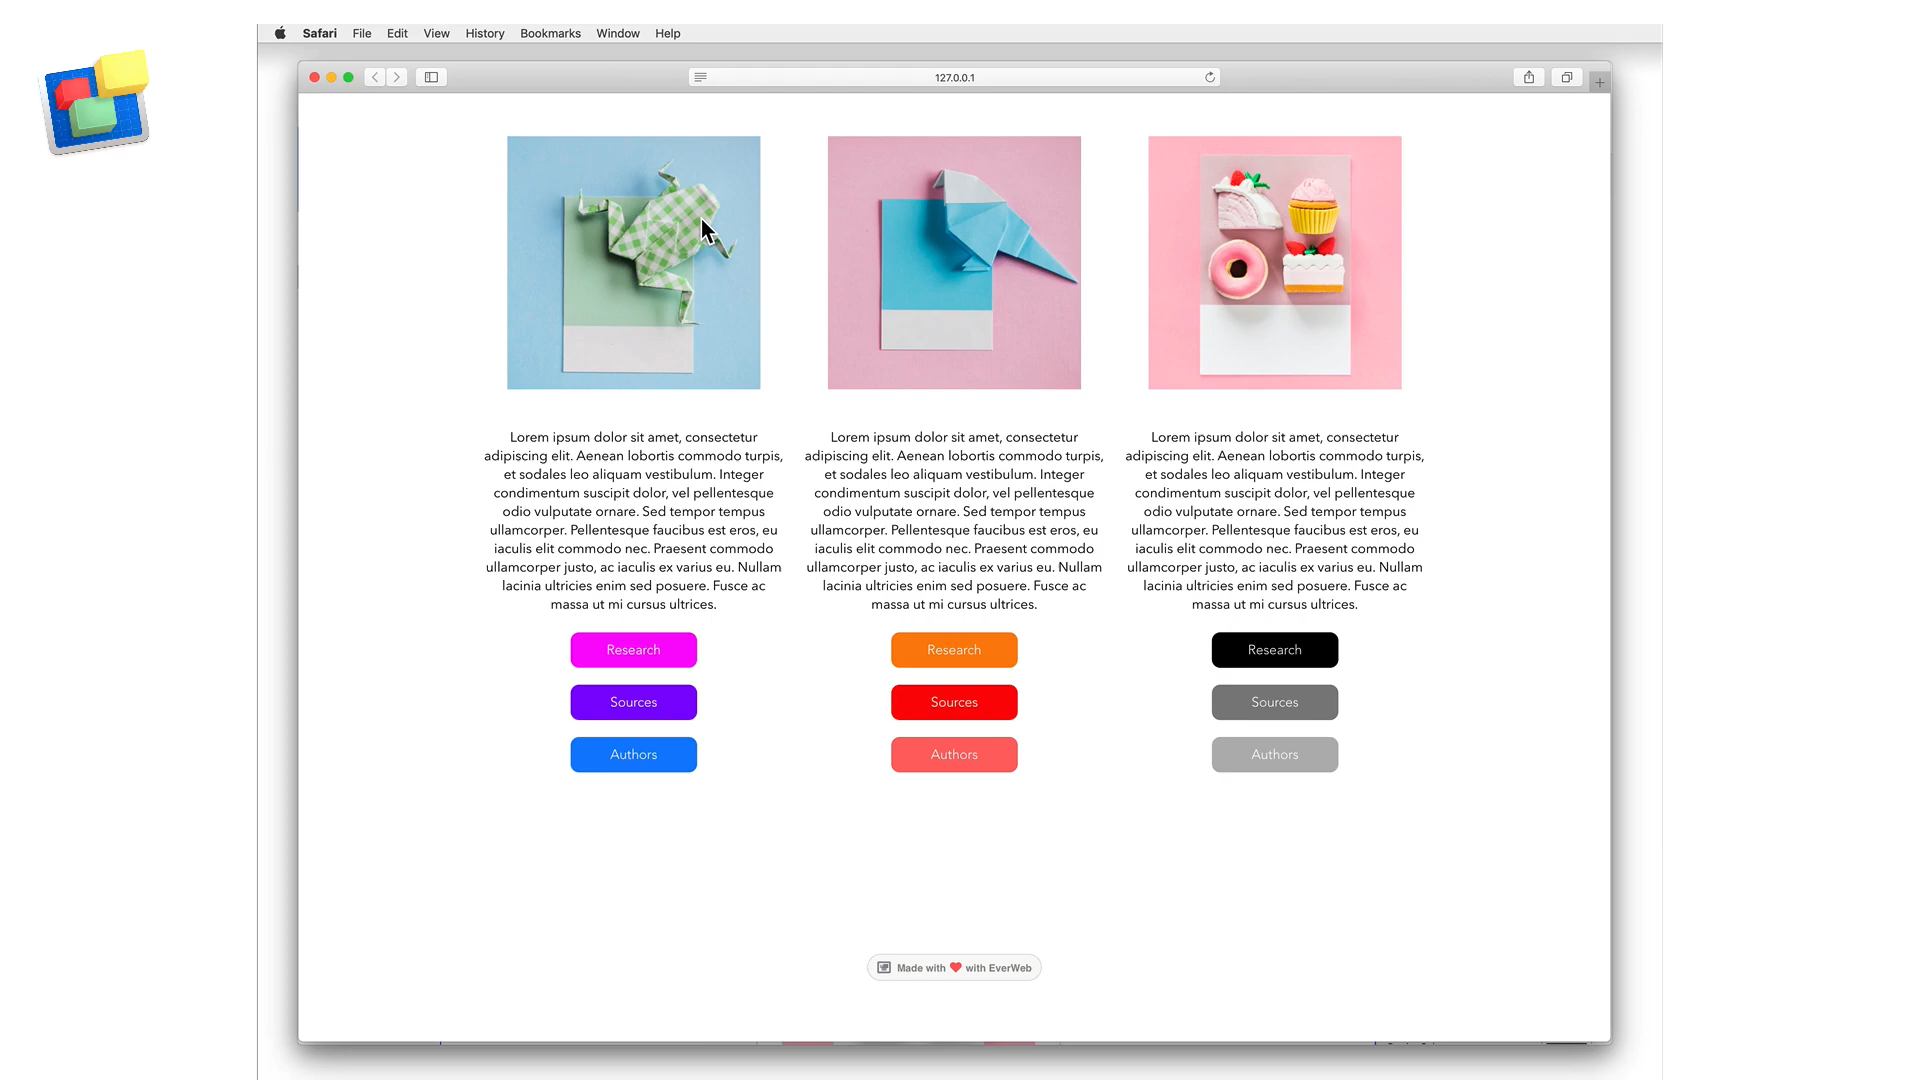 Safari File Edit View History Bookmarks Window Help
127.0.0.1
Lorem ipsum dolor sit amet, consectetur
adipiscing elit. Aenean lobortis commodo turpis,
et sodales leo aliquam vestibulum. Integer
condimentum suscipit dolor, vel pellentesque
odio vulputate ornare. Sed tempor tempus
ullamcorper. Pellentesque faucibus est eros, eu
iaculis elit commodo nec. Praesent commodo
ullamcorper justo, ac iaculis ex varius eu. Nullam
lacinia ultricies enim sed posuere. Fusce ac
massa ut mi cursus ultrices.
Research
Sources
Authors
Lorem ipsum dolor sit amet, consectetur
adipiscing elit. Aenean lobortis commodo turpis,
et sodales leo aliquam vestibulum. Integer
condimentum suscipit dolor, vel pellentesque
odio vulputate ornare. Sed tempor tempus
ullamcorper. Pellentesque faucibus est eros, eu
iaculis elit commodo nec. Praesent commodo
ullamcorper justo, ac iaculis ex varius eu. Nullam
lacinia ultricies enim sed posuere. Fusce ac
massa ut mi cursus ultrices.
Research
Sources
Authors
Lorem ipsum dolor sit amet, consectetur
adipiscing elit. Aenean lobortis commodo turpis,
et sodales leo aliquam vestibulum. Integer
condimentum suscipit dolor, vel pellentesque
odio vulputate ornare. Sed tempor tempus
ullamcorper. Pellentesque faucibus est eros, eu
iaculis elit commodo nec. Praesent commodo
ullamcorper justo, ac iaculis ex varius eu. Nullam
lacinia ultricies enim sed posuere. Fusce ac
massa ut mi cursus ultrices.
Research
Sources
Authors
Made with ❤ with EverWeb